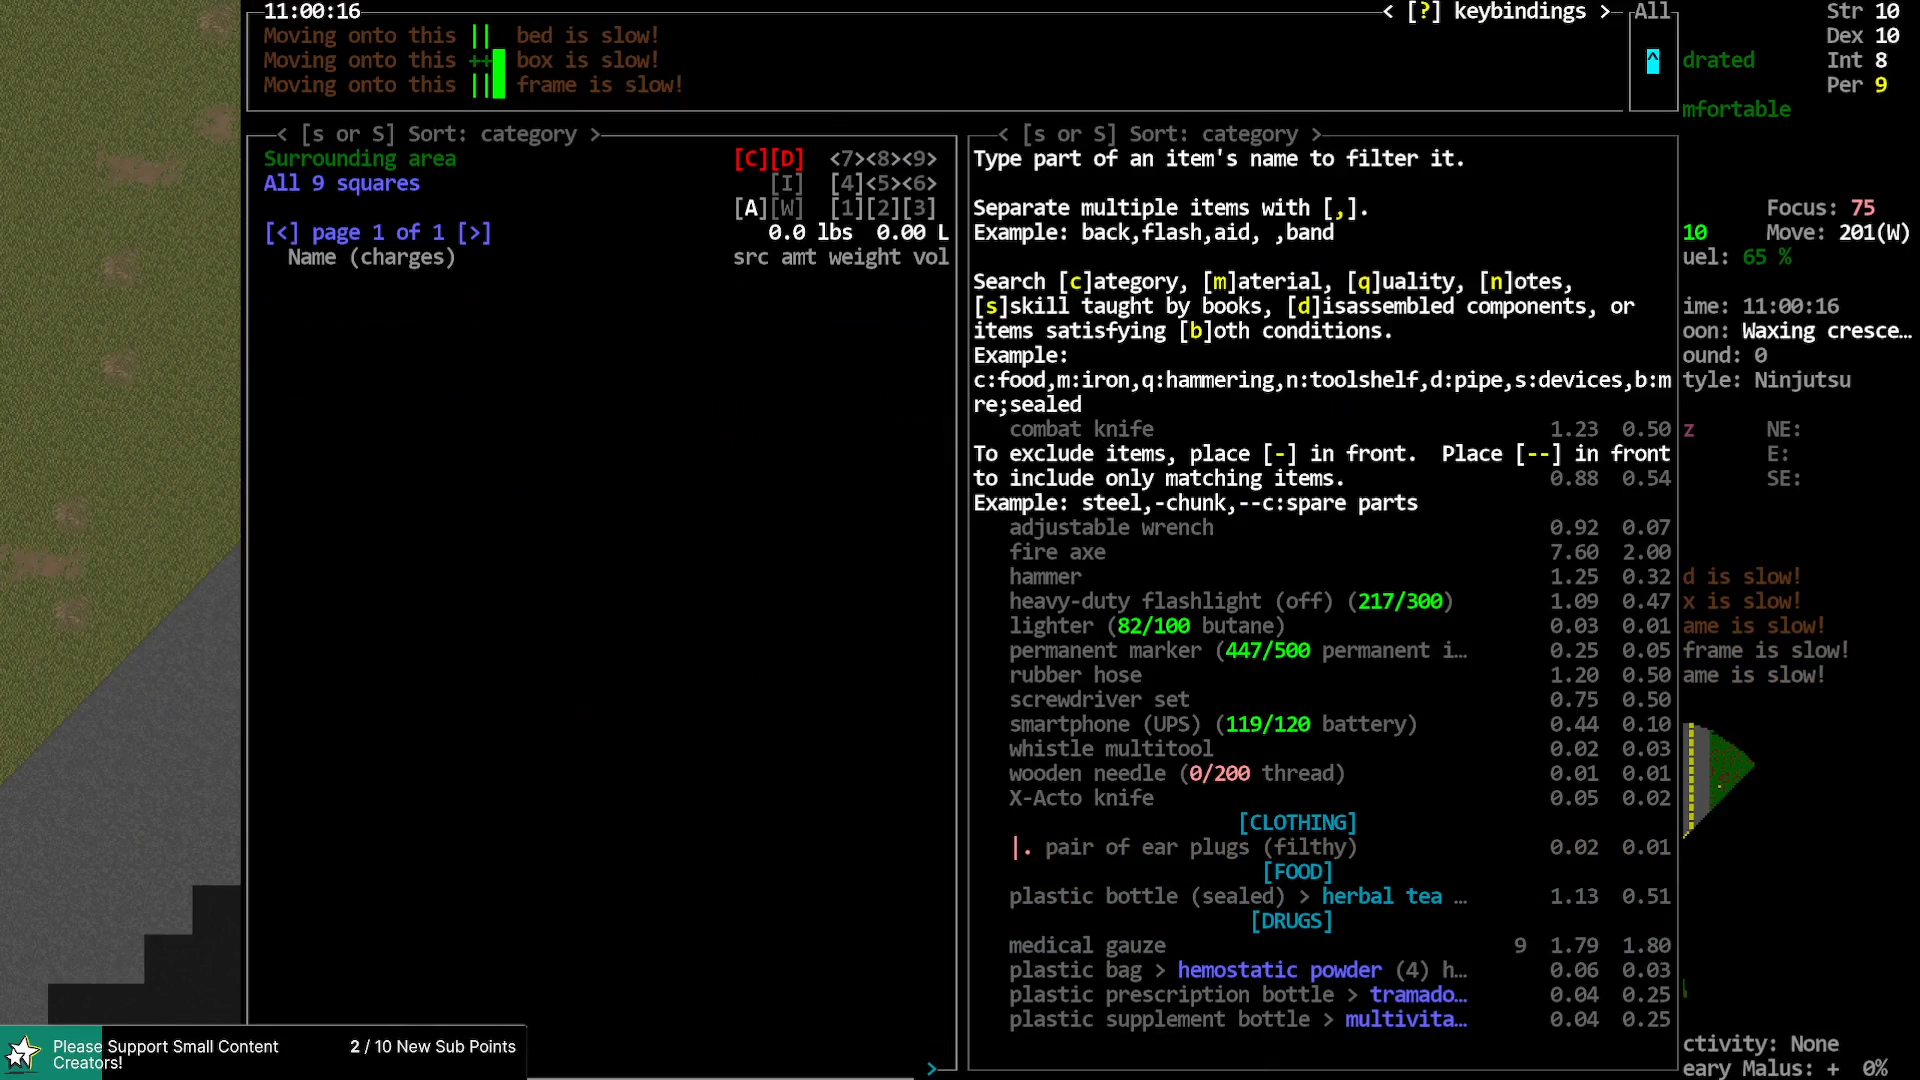 11:00:16
< [?] keybindings >
All
Str 10
Moving onto this || bed is slow!
Dex 10
Moving onto this ++ box is slow!
^
drated
Int 8
Moving onto this || frame is slow!
Per 9
mfortable
< [s or S] Sort: category >
Surrounding area
[C][D] <7><8><9>
All 9 squares
[I] [4]<5><6>
[A][W] [1][2][3]
[<] page 1 of 1 [>]
0.0 lbs 0.00 L
Name (charges)
src amt weight vol
>
< [s or S] Sort: category >
Type part of an item's name to filter it.
Separate multiple items with [,].
Example: back,flash,aid, ,band
Search [c]ategory, [m]aterial, [q]uality, [n]otes,
[s]skill taught by books, [d]isassembled components, or
items satisfying [b]oth conditions.
Example:
c:food,m:iron,q:hammering,n:toolshelf,d:pipe,s:devices,b:m
re;sealed
combat knife 1.23 0.50
To exclude items, place [-] in front. Place [--] in front
to include only matching items. 0.88 0.54
Example: steel,-chunk,--c:spare parts
adjustable wrench 0.92 0.07
fire axe 7.60 2.00
hammer 1.25 0.32
heavy-duty flashlight (off) (217/300) 1.09 0.47
lighter (82/100 butane) 0.03 0.01
permanent marker (447/500 permanent i… 0.25 0.05
rubber hose 1.20 0.50
screwdriver set 0.75 0.50
smartphone (UPS) (119/120 battery) 0.44 0.10
whistle multitool 0.02 0.03
wooden needle (0/200 thread) 0.01 0.01
X-Acto knife 0.05 0.02
[CLOTHING]
|. pair of ear plugs (filthy) 0.02 0.01
[FOOD]
plastic bottle (sealed) > herbal tea … 1.13 0.51
[DRUGS]
medical gauze 9 1.79 1.80
plastic bag > hemostatic powder (4) h… 0.06 0.03
plastic prescription bottle > tramado… 0.04 0.25
plastic supplement bottle > multivita… 0.04 0.25
Focus: 75
10 Move: 201(W)
uel: 65 %
ime: 11:00:16
oon: Waxing cresce…
ound: 0
tyle: Ninjutsu
z NE:
E:
SE:
d is slow!
x is slow!
ame is slow!
frame is slow!
ame is slow!
ctivity: None
eary Malus: + 0%
Please Support Small Content
Creators!
2 / 10 New Sub Points